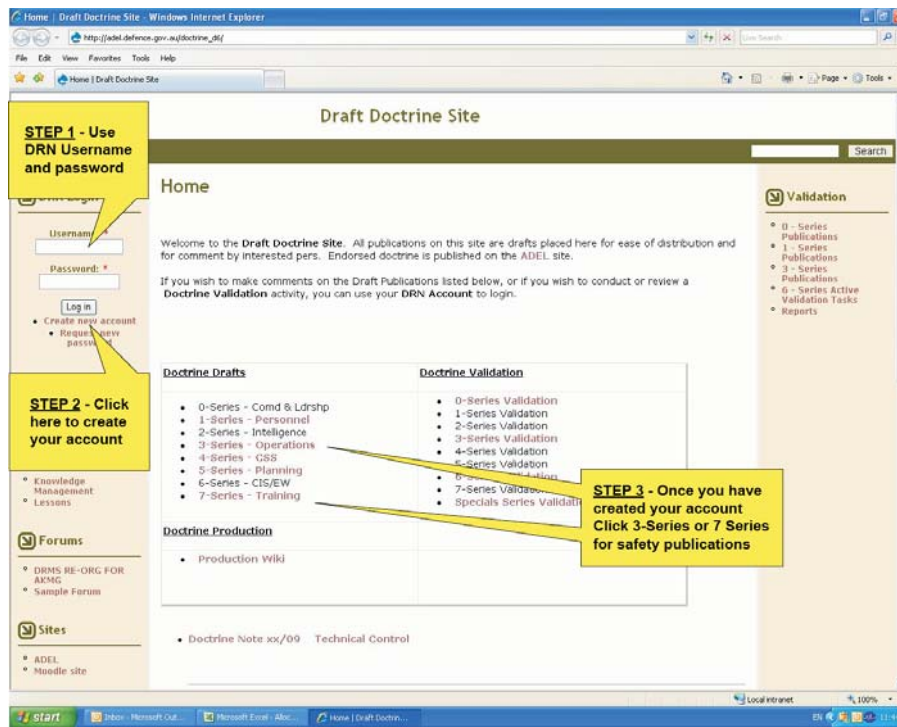 Home | Draft Doctrine Site - Windows Internet Explorer
http://adel.defence.gov.au/doctrine_d6/
Live Search
File Edit View Favorites Tools Help
Home | Draft Doctrine Site
Page Tools
Draft Doctrine Site
Search
STEP 1 - Use
DRN Username
and password
Home
Username: *
Password: *
Log in
Create new account
Request new
password
Welcome to the Draft Doctrine Site. All publications on this site are drafts placed here for ease of distribution and
for comment by interested pers. Endorsed doctrine is published on the ADEL site.
If you wish to make comments on the Draft Publications listed below, or if you wish to conduct or review a
Doctrine Validation activity, you can use your DRN Account to login.
STEP 2 - Click
here to create
your account
Knowledge
Management
Lessons
Forums
DRMS RE-ORG FOR
AKMG
Sample Forum
Sites
ADEL
Moodle site
Doctrine Drafts
0-Series - Comd & Ldrshp
1-Series - Personnel
2-Series - Intelligence
3-Series - Operations
4-Series - CSS
5-Series - Planning
6-Series - CIS/EW
7-Series - Training
Doctrine Validation
0-Series Validation
1-Series Validation
2-Series Validation
3-Series Validation
4-Series Validation
5-Series Validation
6-Series Validation
7-Series Validation
Specials Series Validation
STEP 3 - Once you have
created your account
Click 3-Series or 7 Series
for safety publications
Doctrine Production
Production Wiki
Doctrine Note xx/09 Technical Control
Validation
0 - Series
Publications
1 - Series
Publications
3 - Series
Publications
6 - Series Active
Validation Tasks
Reports
Local intranet
100%
start
Inbox - Microsoft Out...
Microsoft Excel - Alloc...
Home | Draft Doctrin...
EN